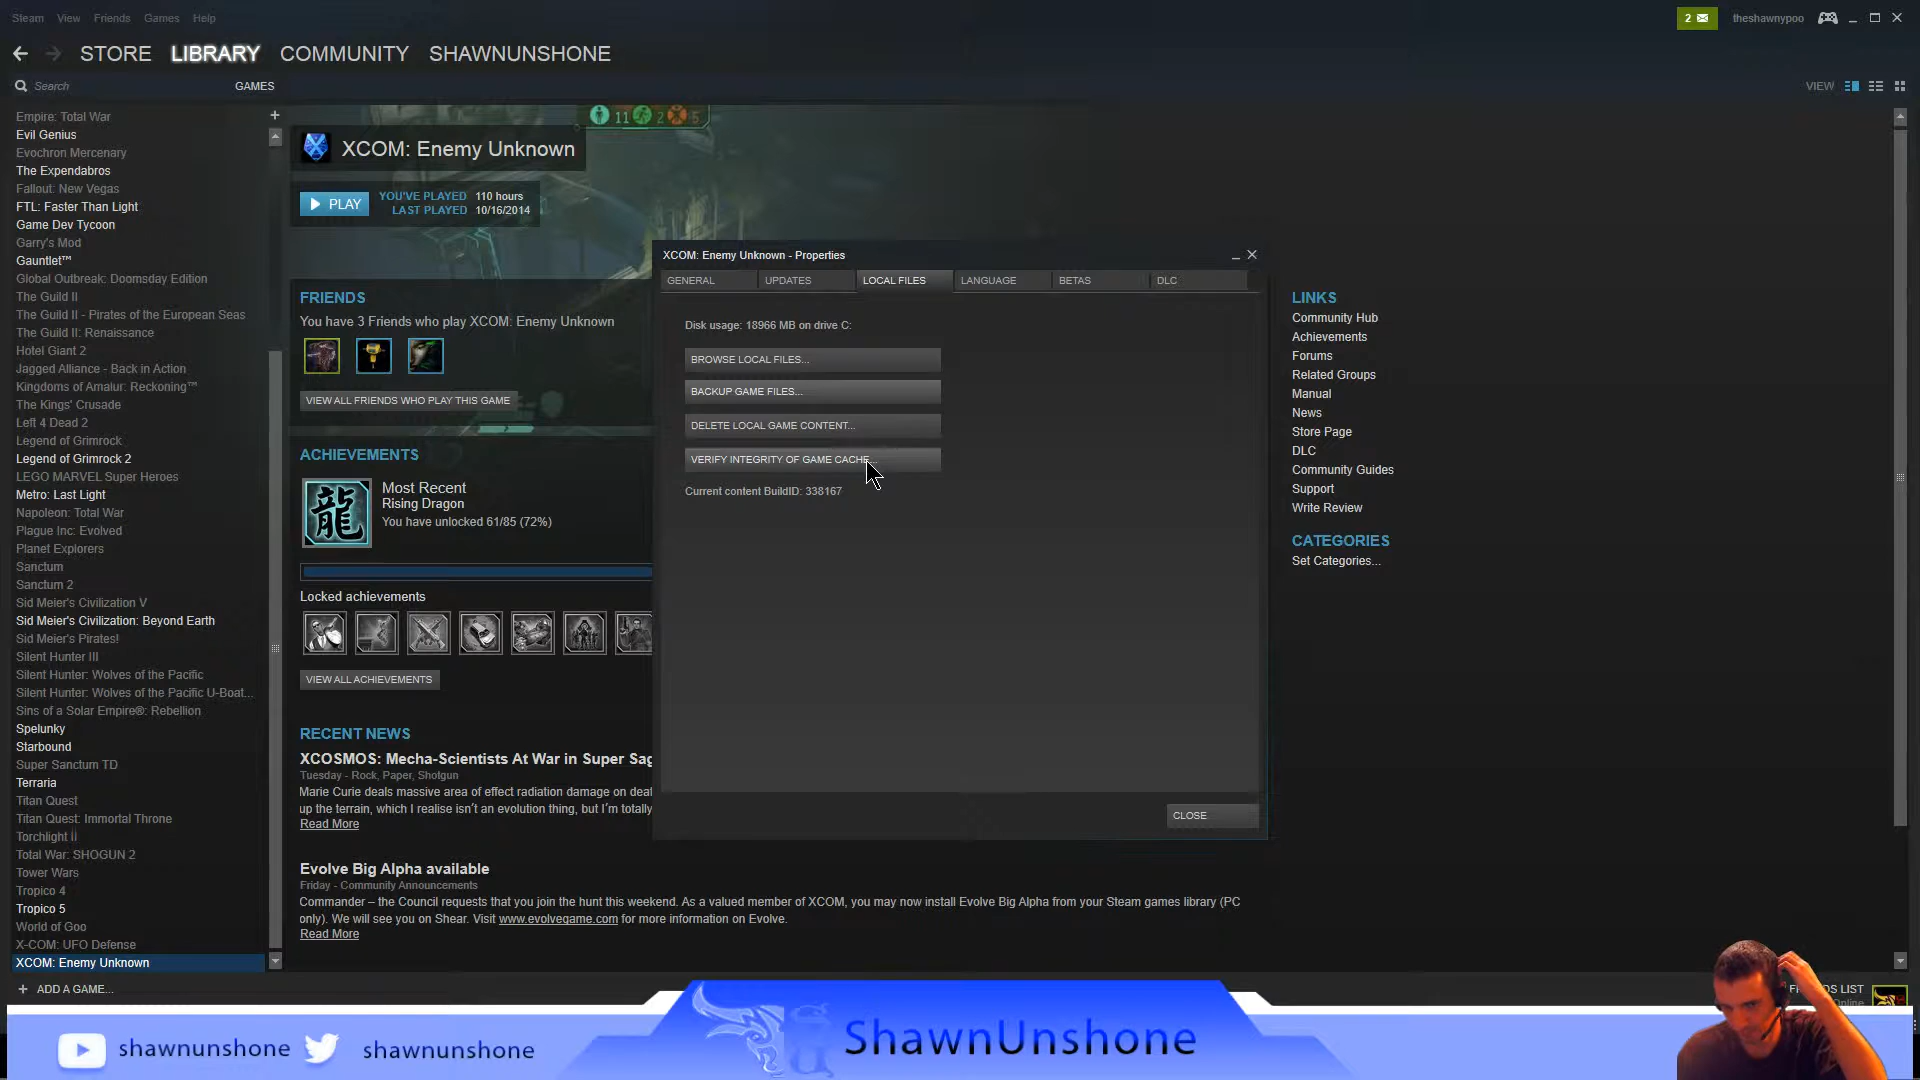 Steam View Friends Games Help
2
theshawnypoo
STORE LIBRARY COMMUNITY SHAWNUNSHONE
Search
GAMES
VIEW
Empire: Total War
Evil Genius
Evochron Mercenary
The Expendabros
Fallout: New Vegas
FTL: Faster Than Light
Game Dev Tycoon
Garry's Mod
Gauntlet™
Global Outbreak: Doomsday Edition
The Guild II
The Guild II - Pirates of the European Seas
The Guild II: Renaissance
Hotel Giant 2
Jagged Alliance - Back in Action
Kingdoms of Amalur: Reckoning™
The Kings' Crusade
Left 4 Dead 2
Legend of Grimrock
Legend of Grimrock 2
LEGO MARVEL Super Heroes
Metro: Last Light
Napoleon: Total War
Plague Inc: Evolved
Planet Explorers
Sanctum
Sanctum 2
Sid Meier's Civilization V
Sid Meier's Civilization: Beyond Earth
Sid Meier's Pirates!
Silent Hunter III
Silent Hunter: Wolves of the Pacific
Silent Hunter: Wolves of the Pacific U-Boat...
Sins of a Solar Empire®: Rebellion
Spelunky
Starbound
Super Sanctum TD
Terraria
Titan Quest
Titan Quest: Immortal Throne
Torchlight II
Total War: SHOGUN 2
Tower Wars
Tropico 4
Tropico 5
World of Goo
X-COM: UFO Defense
XCOM: Enemy Unknown
+ ADD A GAME...
11 2 5
XCOM: Enemy Unknown
PLAY
YOU'VE PLAYED 110 hours
LAST PLAYED 10/16/2014
FRIENDS
You have 3 Friends who play XCOM: Enemy Unknown
VIEW ALL FRIENDS WHO PLAY THIS GAME
ACHIEVEMENTS
龍
Most Recent
Rising Dragon
You have unlocked 61/85 (72%)
Locked achievements
VIEW ALL ACHIEVEMENTS
RECENT NEWS
XCOSMOS: Mecha-Scientists At War in Super Sag
Tuesday - Rock, Paper, Shotgun
Marie Curie deals massive area of effect radiation damage on deal
up the terrain, which I realise isn't an evolution thing, but I'm totally
Read More
Evolve Big Alpha available
Friday - Community Announcements
Commander – the Council requests that you join the hunt this weekend. As a valued member of XCOM, you may now install Evolve Big Alpha from your Steam games library (PC
only). We will see you on Shear. Visit www.evolvegame.com for more information on Evolve.
Read More
XCOM: Enemy Unknown - Properties
GENERAL UPDATES LOCAL FILES LANGUAGE BETAS DLC
Disk usage: 18966 MB on drive C:
BROWSE LOCAL FILES...
BACKUP GAME FILES...
DELETE LOCAL GAME CONTENT...
VERIFY INTEGRITY OF GAME CACHE...
Current content BuildID: 338167
CLOSE
LINKS
Community Hub
Achievements
Forums
Related Groups
Manual
News
Store Page
DLC
Community Guides
Support
Write Review
CATEGORIES
Set Categories...
LIST
Online
shawnunshone
shawnunshone
ShawnUnshone